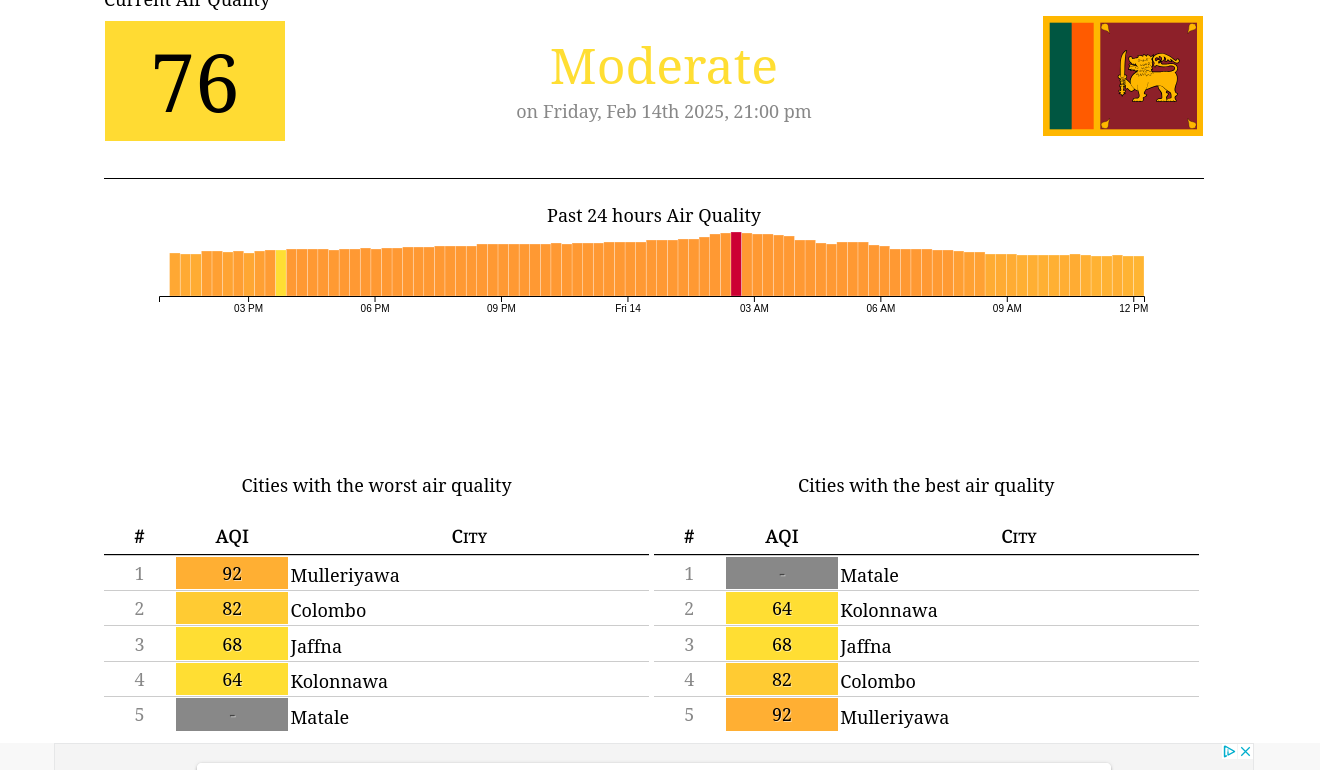 Current Air Quality
76
Moderate
on Friday, Feb 14th 2025, 21:00 pm
Past 24 hours Air Quality
03 PM 06 PM 09 PM Fri 14 03 AM 06 AM 09 AM 12 PM
Cities with the worst air quality
# AQI City
1 92 Mulleriyawa
2 82 Colombo
3 68 Jaffna
4 64 Kolonnawa
5 - Matale
Cities with the best air quality
# AQI City
1 - Matale
2 64 Kolonnawa
3 68 Jaffna
4 82 Colombo
5 92 Mulleriyawa